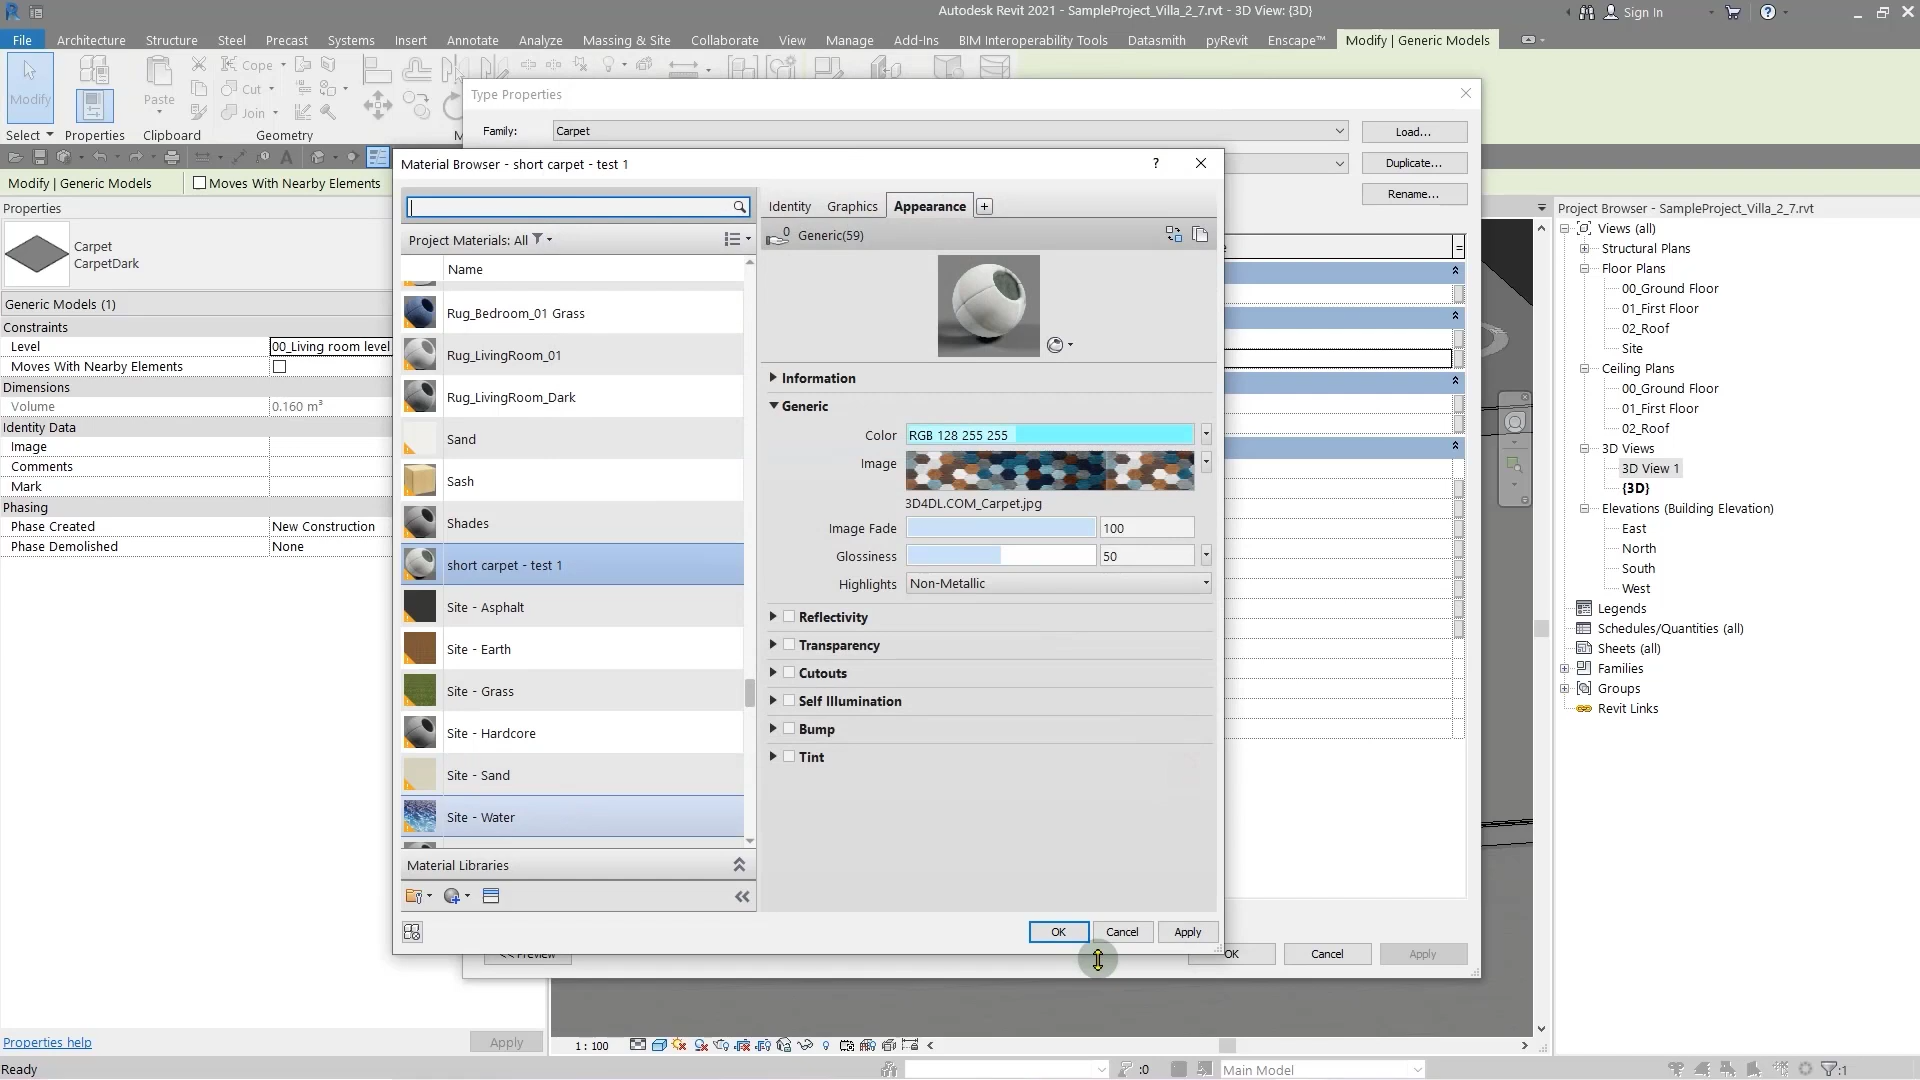 Autodesk Revit 2021 - SampleProject_Villa_2_7.rvt - 3D View: {3D}
Sign In
File Architecture Structure Steel Precast Systems Insert Annotate Analyze Massing & Site Collaborate View Manage Add-Ins BIM Interoperability Tools Datasmith pyRevit Enscape™ Modify | Generic Models
Modify
Paste
Cope
Cut
Join
Select Properties Clipboard Geometry
Modify | Generic Models
Moves With Nearby Elements
Properties
Carpet
CarpetDark
Generic Models (1)
Constraints
Level 00_Living room level
Moves With Nearby Elements
Dimensions
Volume 0.160 m³
Identity Data
Image
Comments
Mark
Phasing
Phase Created New Construction
Phase Demolished None
Properties help
Apply
Type Properties
Family: Carpet
Load...
Duplicate...
Rename...
<< Preview
OK
Cancel
Apply
Material Browser - short carpet - test 1
?
Project Materials: All
Name
Rug_Bedroom_01 Grass
Rug_LivingRoom_01
Rug_LivingRoom_Dark
Sand
Sash
Shades
short carpet - test 1
Site - Asphalt
Site - Earth
Site - Grass
Site - Hardcore
Site - Sand
Site - Water
Material Libraries
Identity Graphics Appearance +
0 Generic(59)
Information
Generic
Color RGB 128 255 255
Image
3D4DL.COM_Carpet.jpg
Image Fade 100
Glossiness 50
Highlights Non-Metallic
Reflectivity
Transparency
Cutouts
Self Illumination
Bump
Tint
OK
Cancel
Apply
Project Browser - SampleProject_Villa_2_7.rvt
Views (all)
Structural Plans
Floor Plans
00_Ground Floor
01_First Floor
02_Roof
Site
Ceiling Plans
00_Ground Floor
01_First Floor
02_Roof
3D Views
3D View 1
{3D}
Elevations (Building Elevation)
East
North
South
West
Legends
Schedules/Quantities (all)
Sheets (all)
Families
Groups
Revit Links
1 : 100
Ready
:0
Main Model
:1